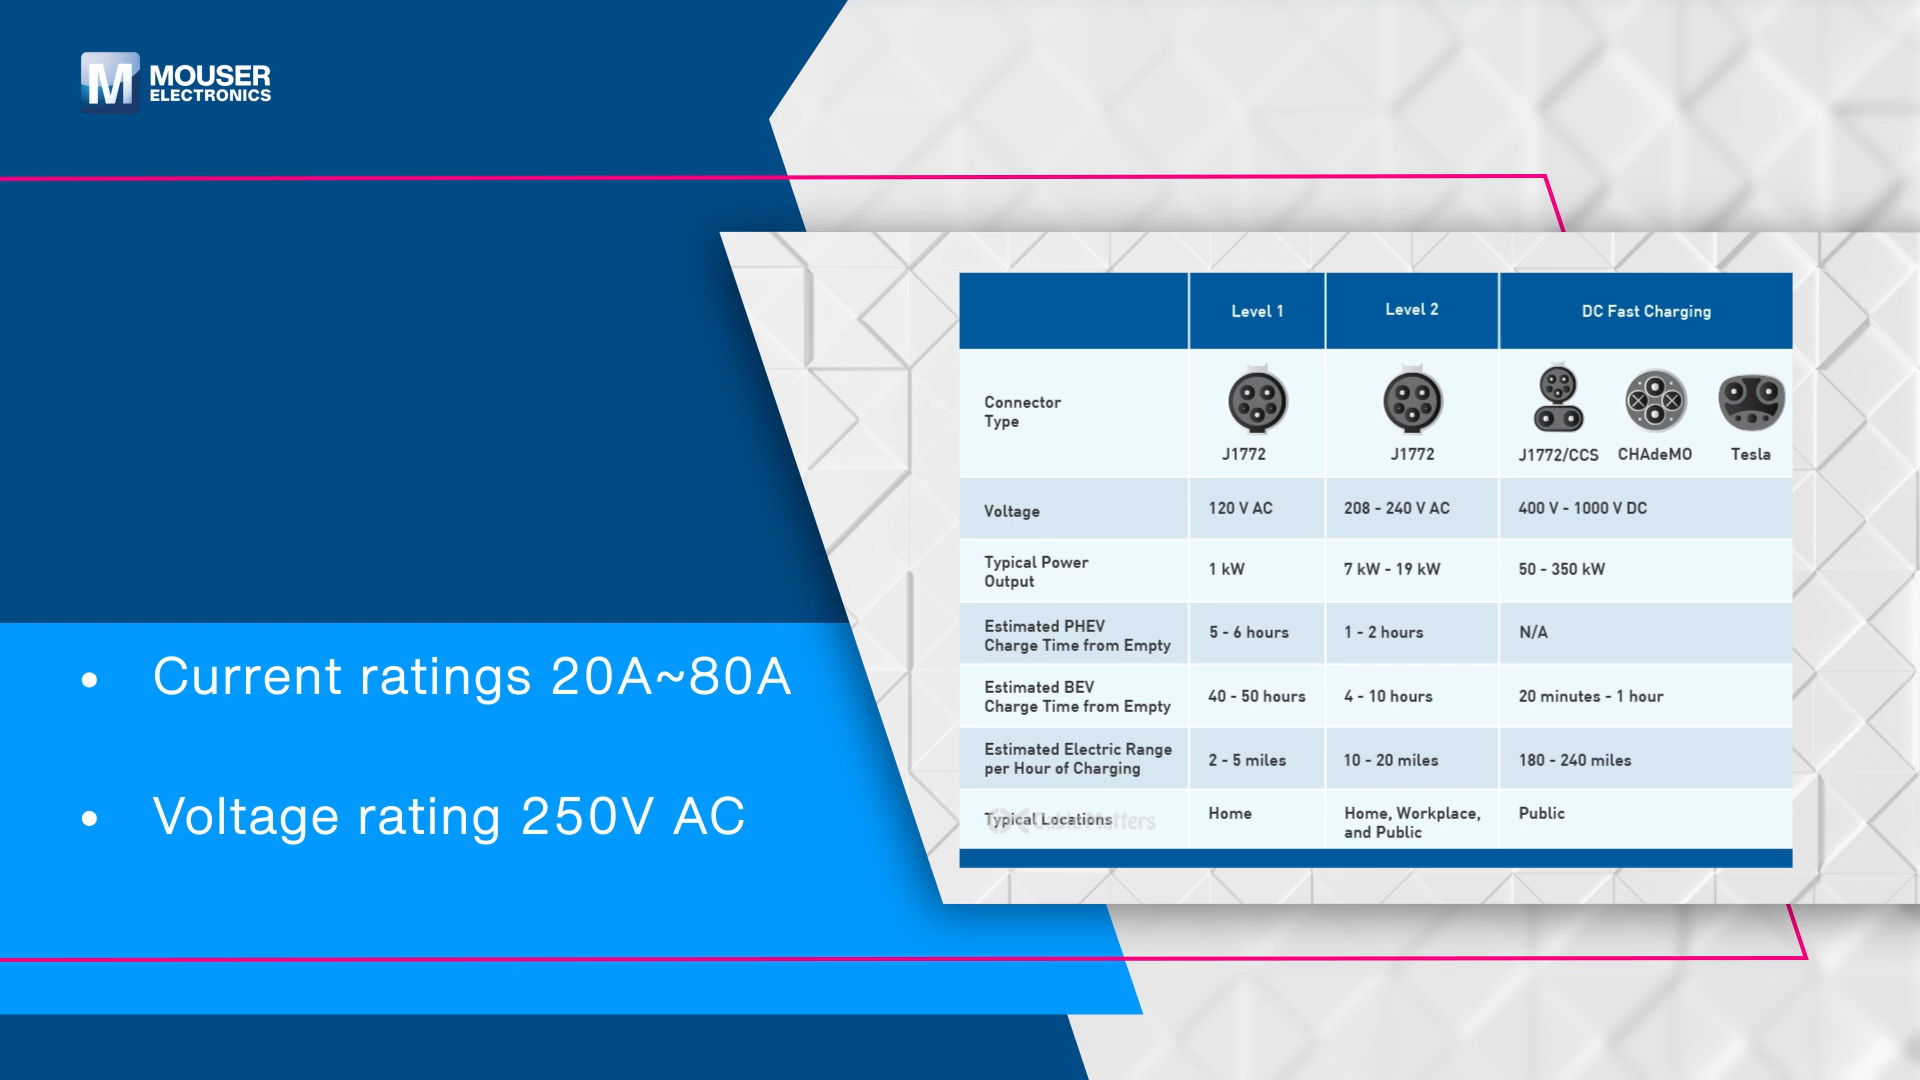 M MOUSER
ELECTRONICS
• Current ratings 20A~80A
• Voltage rating 250V AC
Level 1 Level 2 DC Fast Charging
Connector
Type
J1772 J1772 J1772/CCS CHAdeMO Tesla
Voltage 120 V AC 208 - 240 V AC 400 V - 1000 V DC
Typical Power
Output 1 kW 7 kW - 19 kW 50 - 350 kW
Estimated PHEV
Charge Time from Empty 5 - 6 hours 1 - 2 hours N/A
Estimated BEV
Charge Time from Empty 40 - 50 hours 4 - 10 hours 20 minutes - 1 hour
Estimated Electric Range
per Hour of Charging 2 - 5 miles 10 - 20 miles 180 - 240 miles
Typical Locations Home Home, Workplace,
and Public Public
Cable Matters